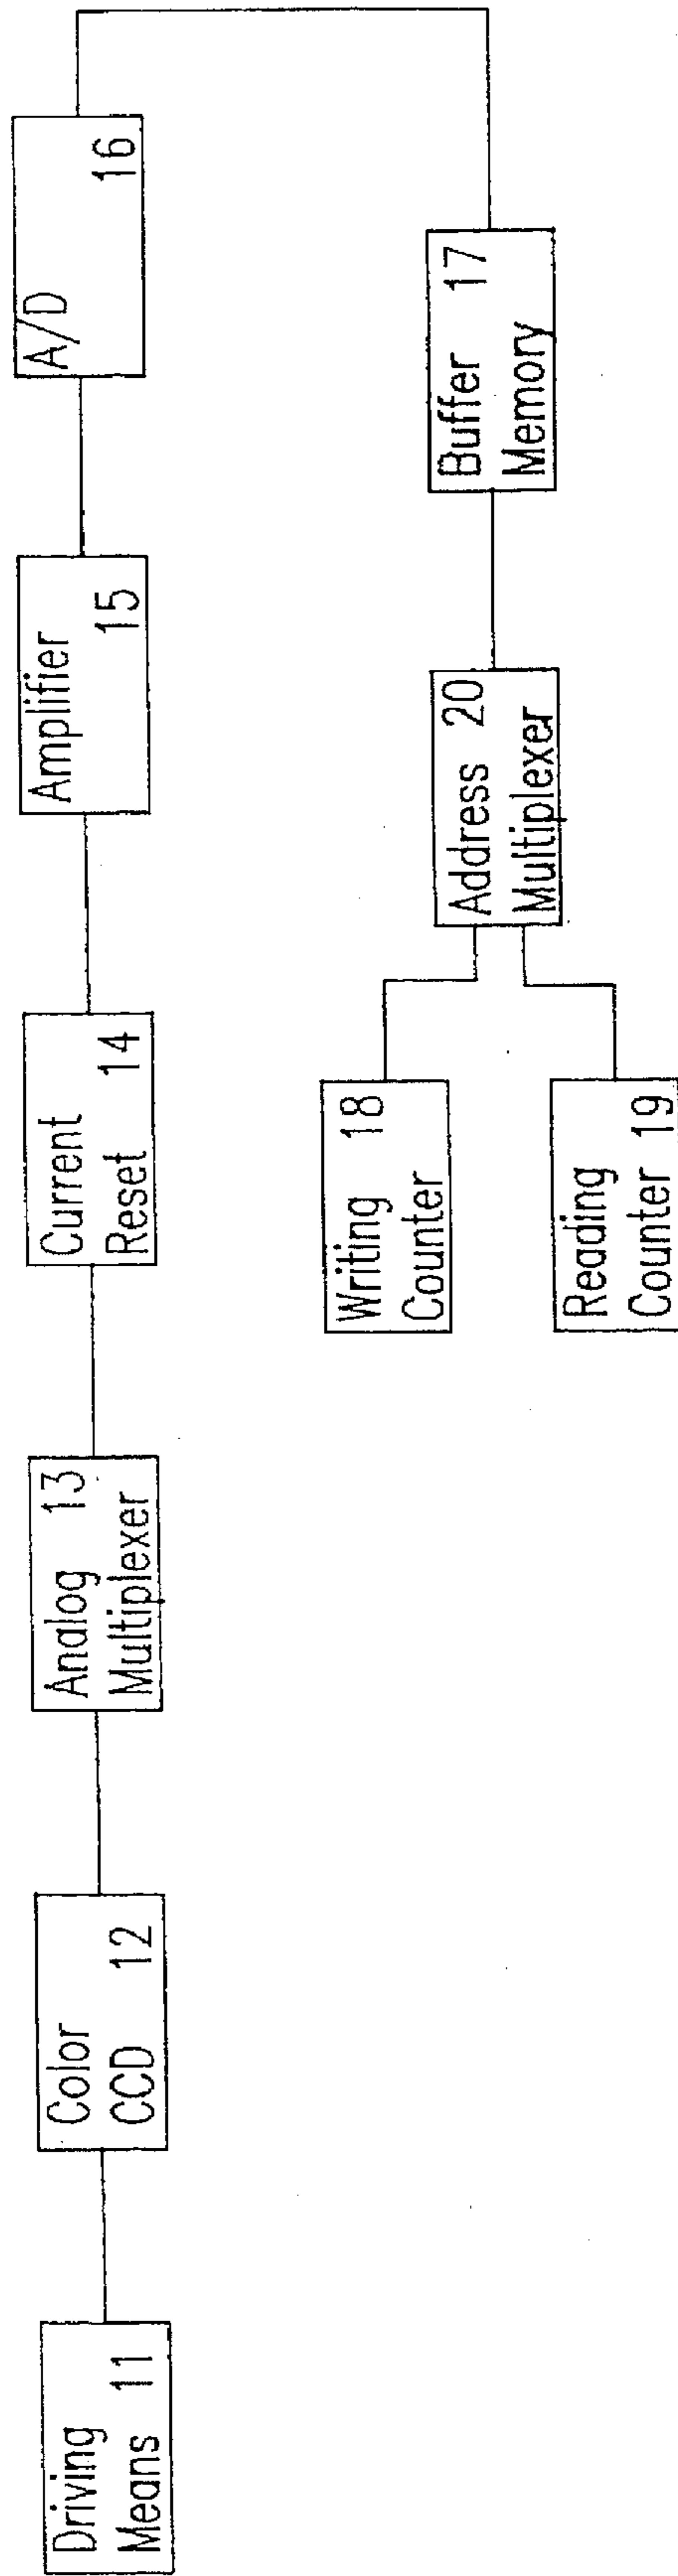 Driving
Means 11
Color
CCD 12
Analog 13
Multiplexer
Current
Reset 14
Amplifier
15
A/D
16
Writing 18
Counter
Reading
Counter 19
Address 20
Multiplexer
Buffer 17
Memory